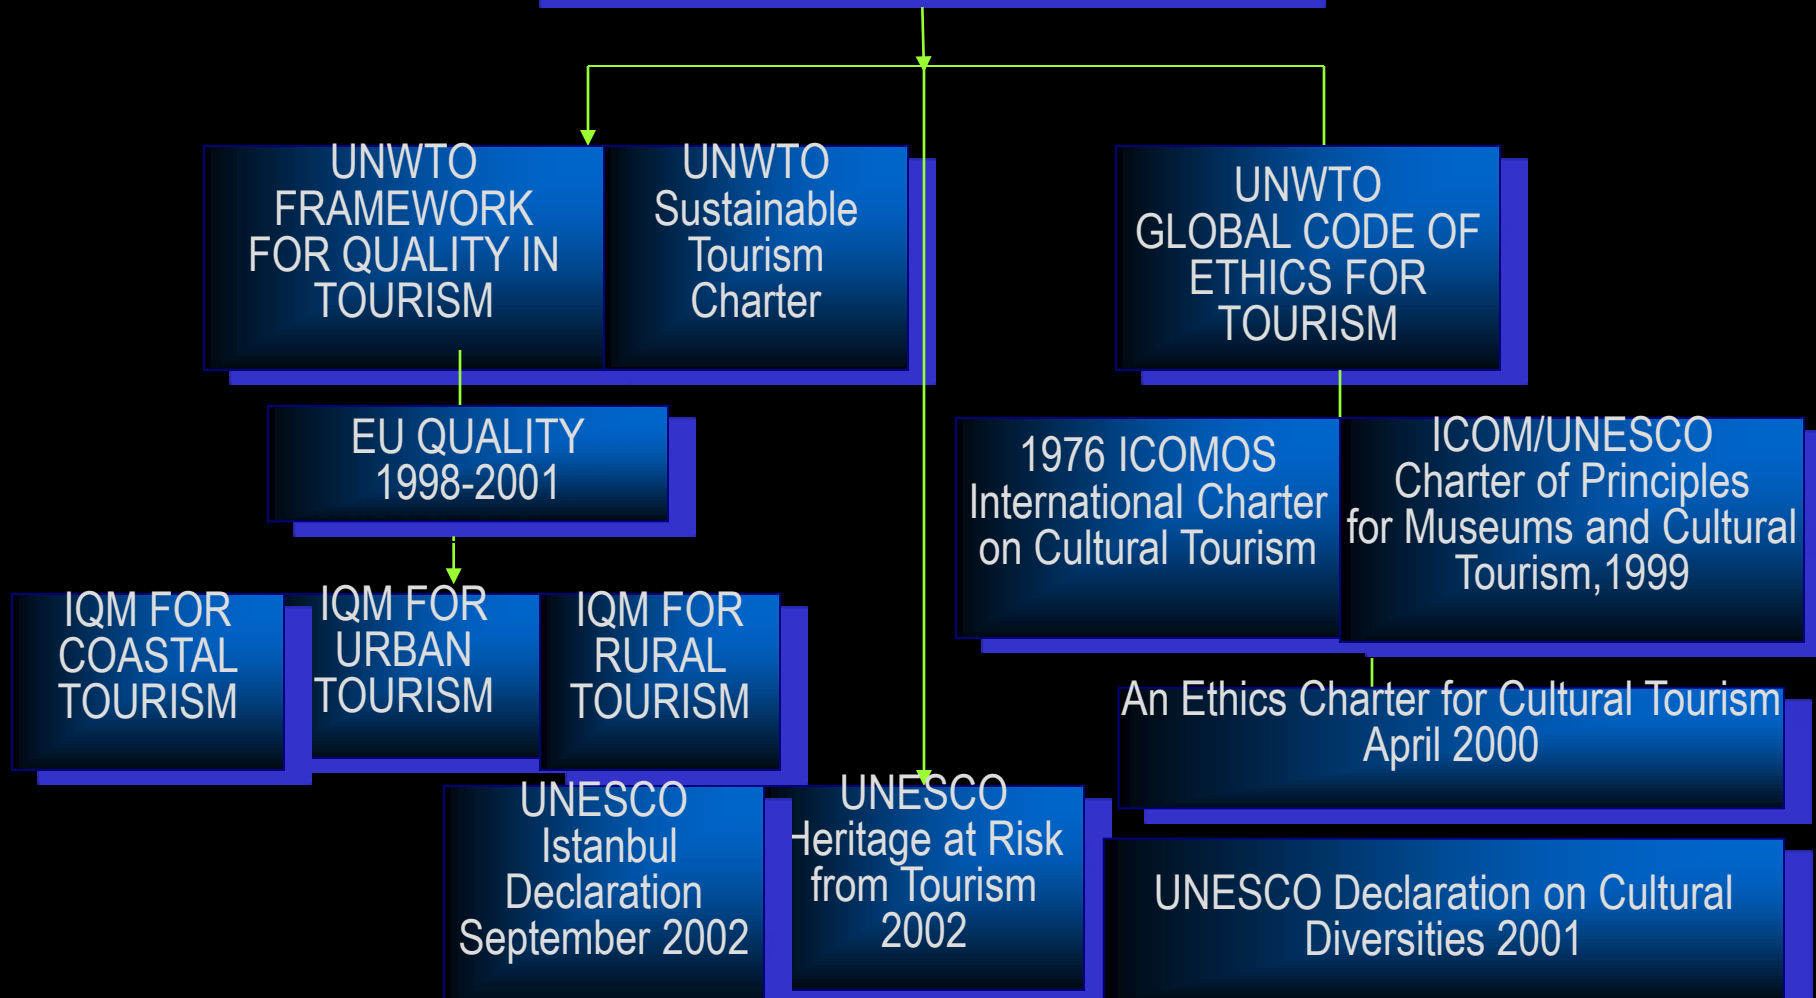 UNWTO
FRAMEWORK
FOR QUALITY IN
TOURISM
UNWTO
Sustainable
Tourism
Charter
UNWTO
GLOBAL CODE OF
ETHICS FOR
TOURISM
EU QUALITY
1998-2001
1976 ICOMOS
International Charter
on Cultural Tourism
ICOM/UNESCO
Charter of Principles
for Museums and Cultural
Tourism,1999
IQM FOR
COASTAL
TOURISM
IQM FOR
URBAN
TOURISM
IQM FOR
RURAL
TOURISM
An Ethics Charter for Cultural Tourism
April 2000
UNESCO
Istanbul
Declaration
September 2002
UNESCO
Heritage at Risk
from Tourism
2002
UNESCO Declaration on Cultural
Diversities 2001